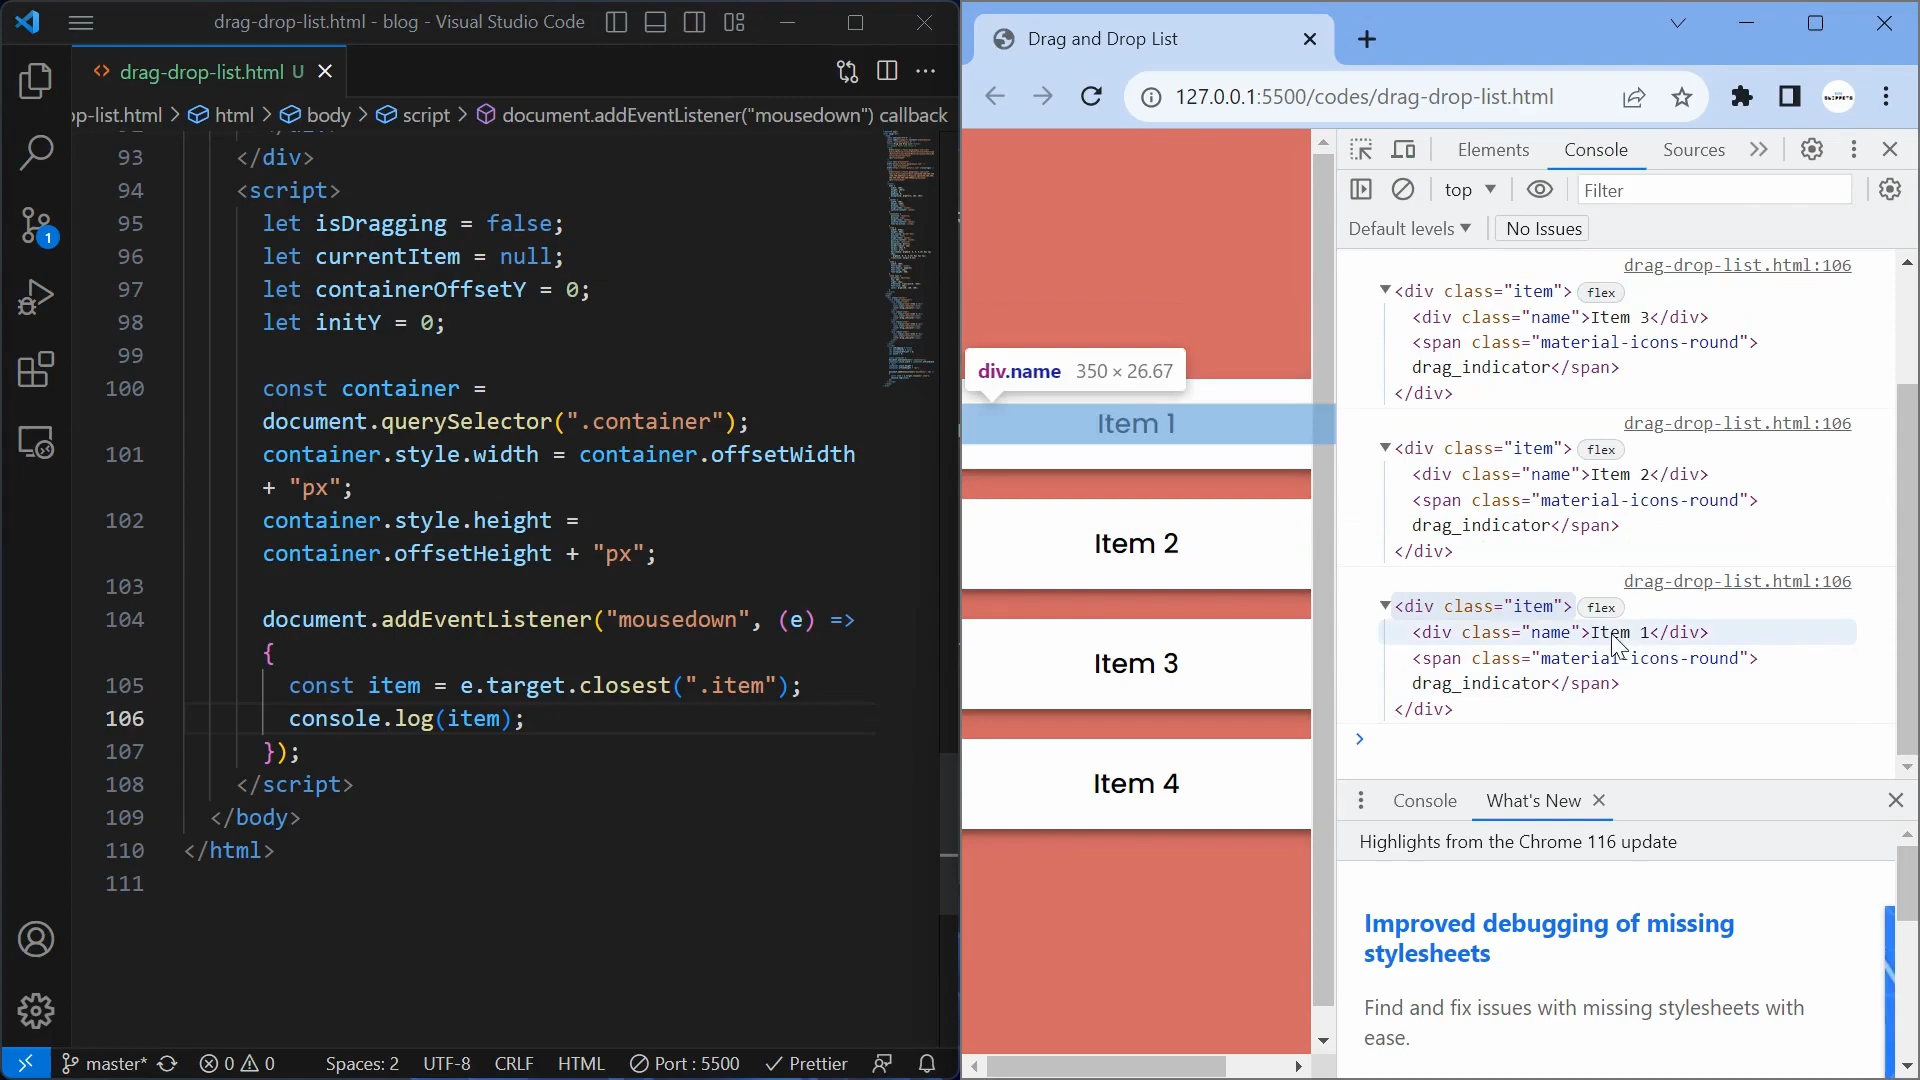 drag-drop-list.html - blog - Visual Studio Code
drag-drop-list.html U
op-list.html > html > body > script > document.addEventListener("mousedown") callback
93 </div>
94 <script>
95 let isDragging = false;
96 let currentItem = null;
97 let containerOffsetY = 0;
98 let initY = 0;
99
100 const container =
document.querySelector(".container");
101 container.style.width = container.offsetWidth
+ "px";
102 container.style.height =
container.offsetHeight + "px";
103
104 document.addEventListener("mousedown", (e) =>
{
105 const item = e.target.closest(".item");
106 console.log(item);
107 });
108 </script>
109 </body>
110 </html>
111
1
master* 0 0 Spaces: 2 UTF-8 CRLF HTML Port : 5500 Prettier
Drag and Drop List
127.0.0.1:5500/codes/drag-drop-list.html
div.name 350 × 26.67
Item 1
Item 2
Item 3
Item 4
Elements Console Sources
top Filter
Default levels No Issues
drag-drop-list.html:106
<div class="item"> flex
<div class="name">Item 3</div>
<span class="material-icons-round">
drag_indicator</span>
</div>
drag-drop-list.html:106
<div class="item"> flex
<div class="name">Item 2</div>
<span class="material-icons-round">
drag_indicator</span>
</div>
drag-drop-list.html:106
<div class="item"> flex
<div class="name">Item 1</div>
<span class="material-icons-round">
drag_indicator</span>
</div>
Console What's New
Highlights from the Chrome 116 update
Improved debugging of missing
stylesheets
Find and fix issues with missing stylesheets with
ease.